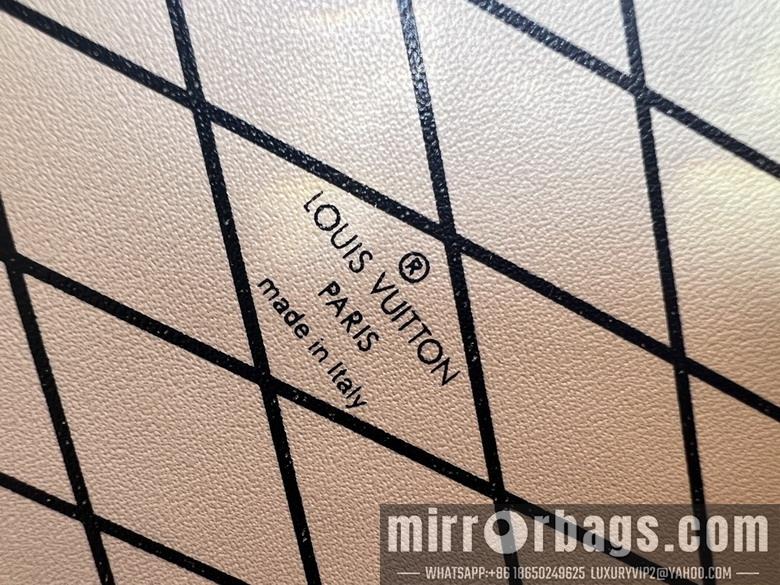 LOUIS VUITTON
®
PARIS
made in Italy
mirrorbags.com
WHATSAPP:+86 18650249625 LUXURYVIP2@YAHOO.COM